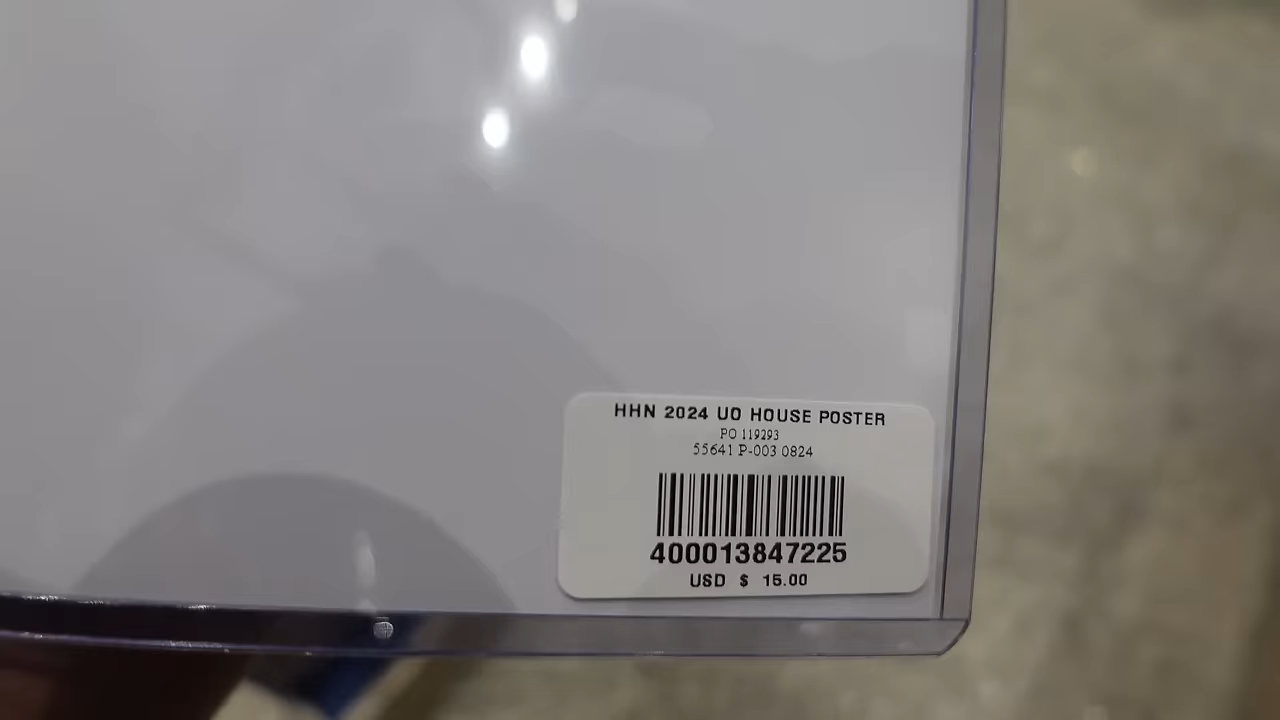 HHN 2024 UO HOUSE POSTER
PO 119293
55641 P-003 0824
400013847225
USD $ 15.00